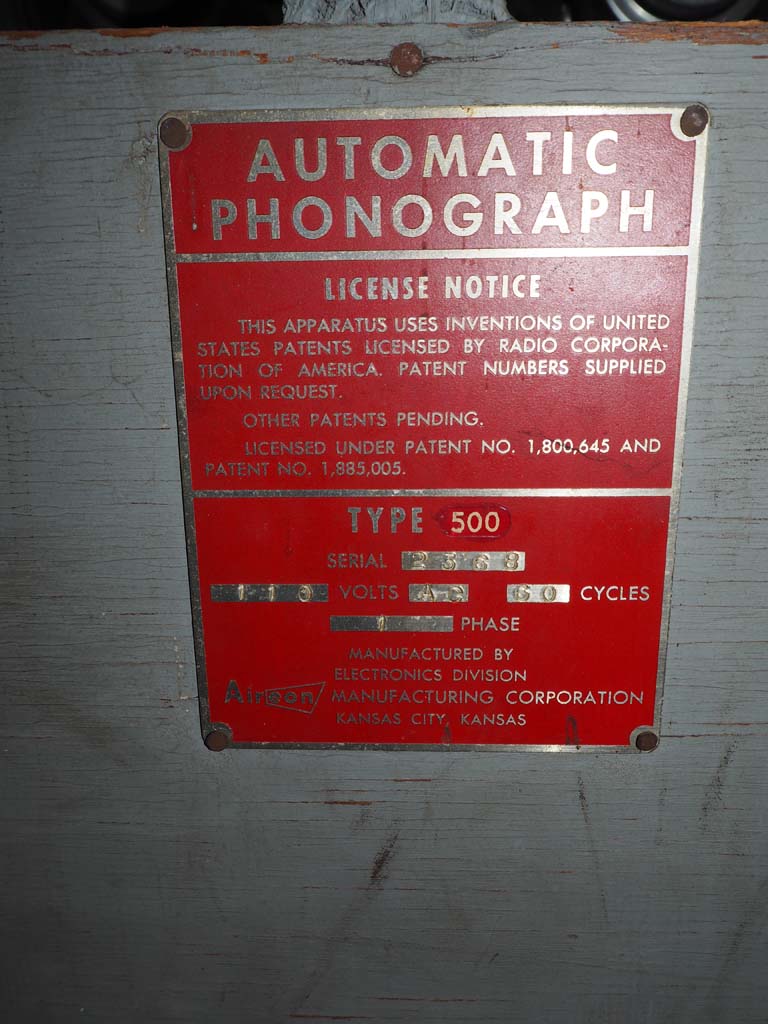 AUTOMATIC
PHONOGRAPH
LICENSE NOTICE
THIS APPARATUS USES INVENTIONS OF UNITED
STATES PATENTS LICENSED BY RADIO CORPORA-
TION OF AMERICA. PATENT NUMBERS SUPPLIED
UPON REQUEST.
OTHER PATENTS PENDING.
LICENSED UNDER PATENT NO. 1,800,645 AND
PATENT NO. 1,885,005.
TYPE 500
SERIAL 2368
110 VOLTS AC 60 CYCLES
1 PHASE
MANUFACTURED BY
ELECTRONICS DIVISION
Aireon MANUFACTURING CORPORATION
KANSAS CITY, KANSAS